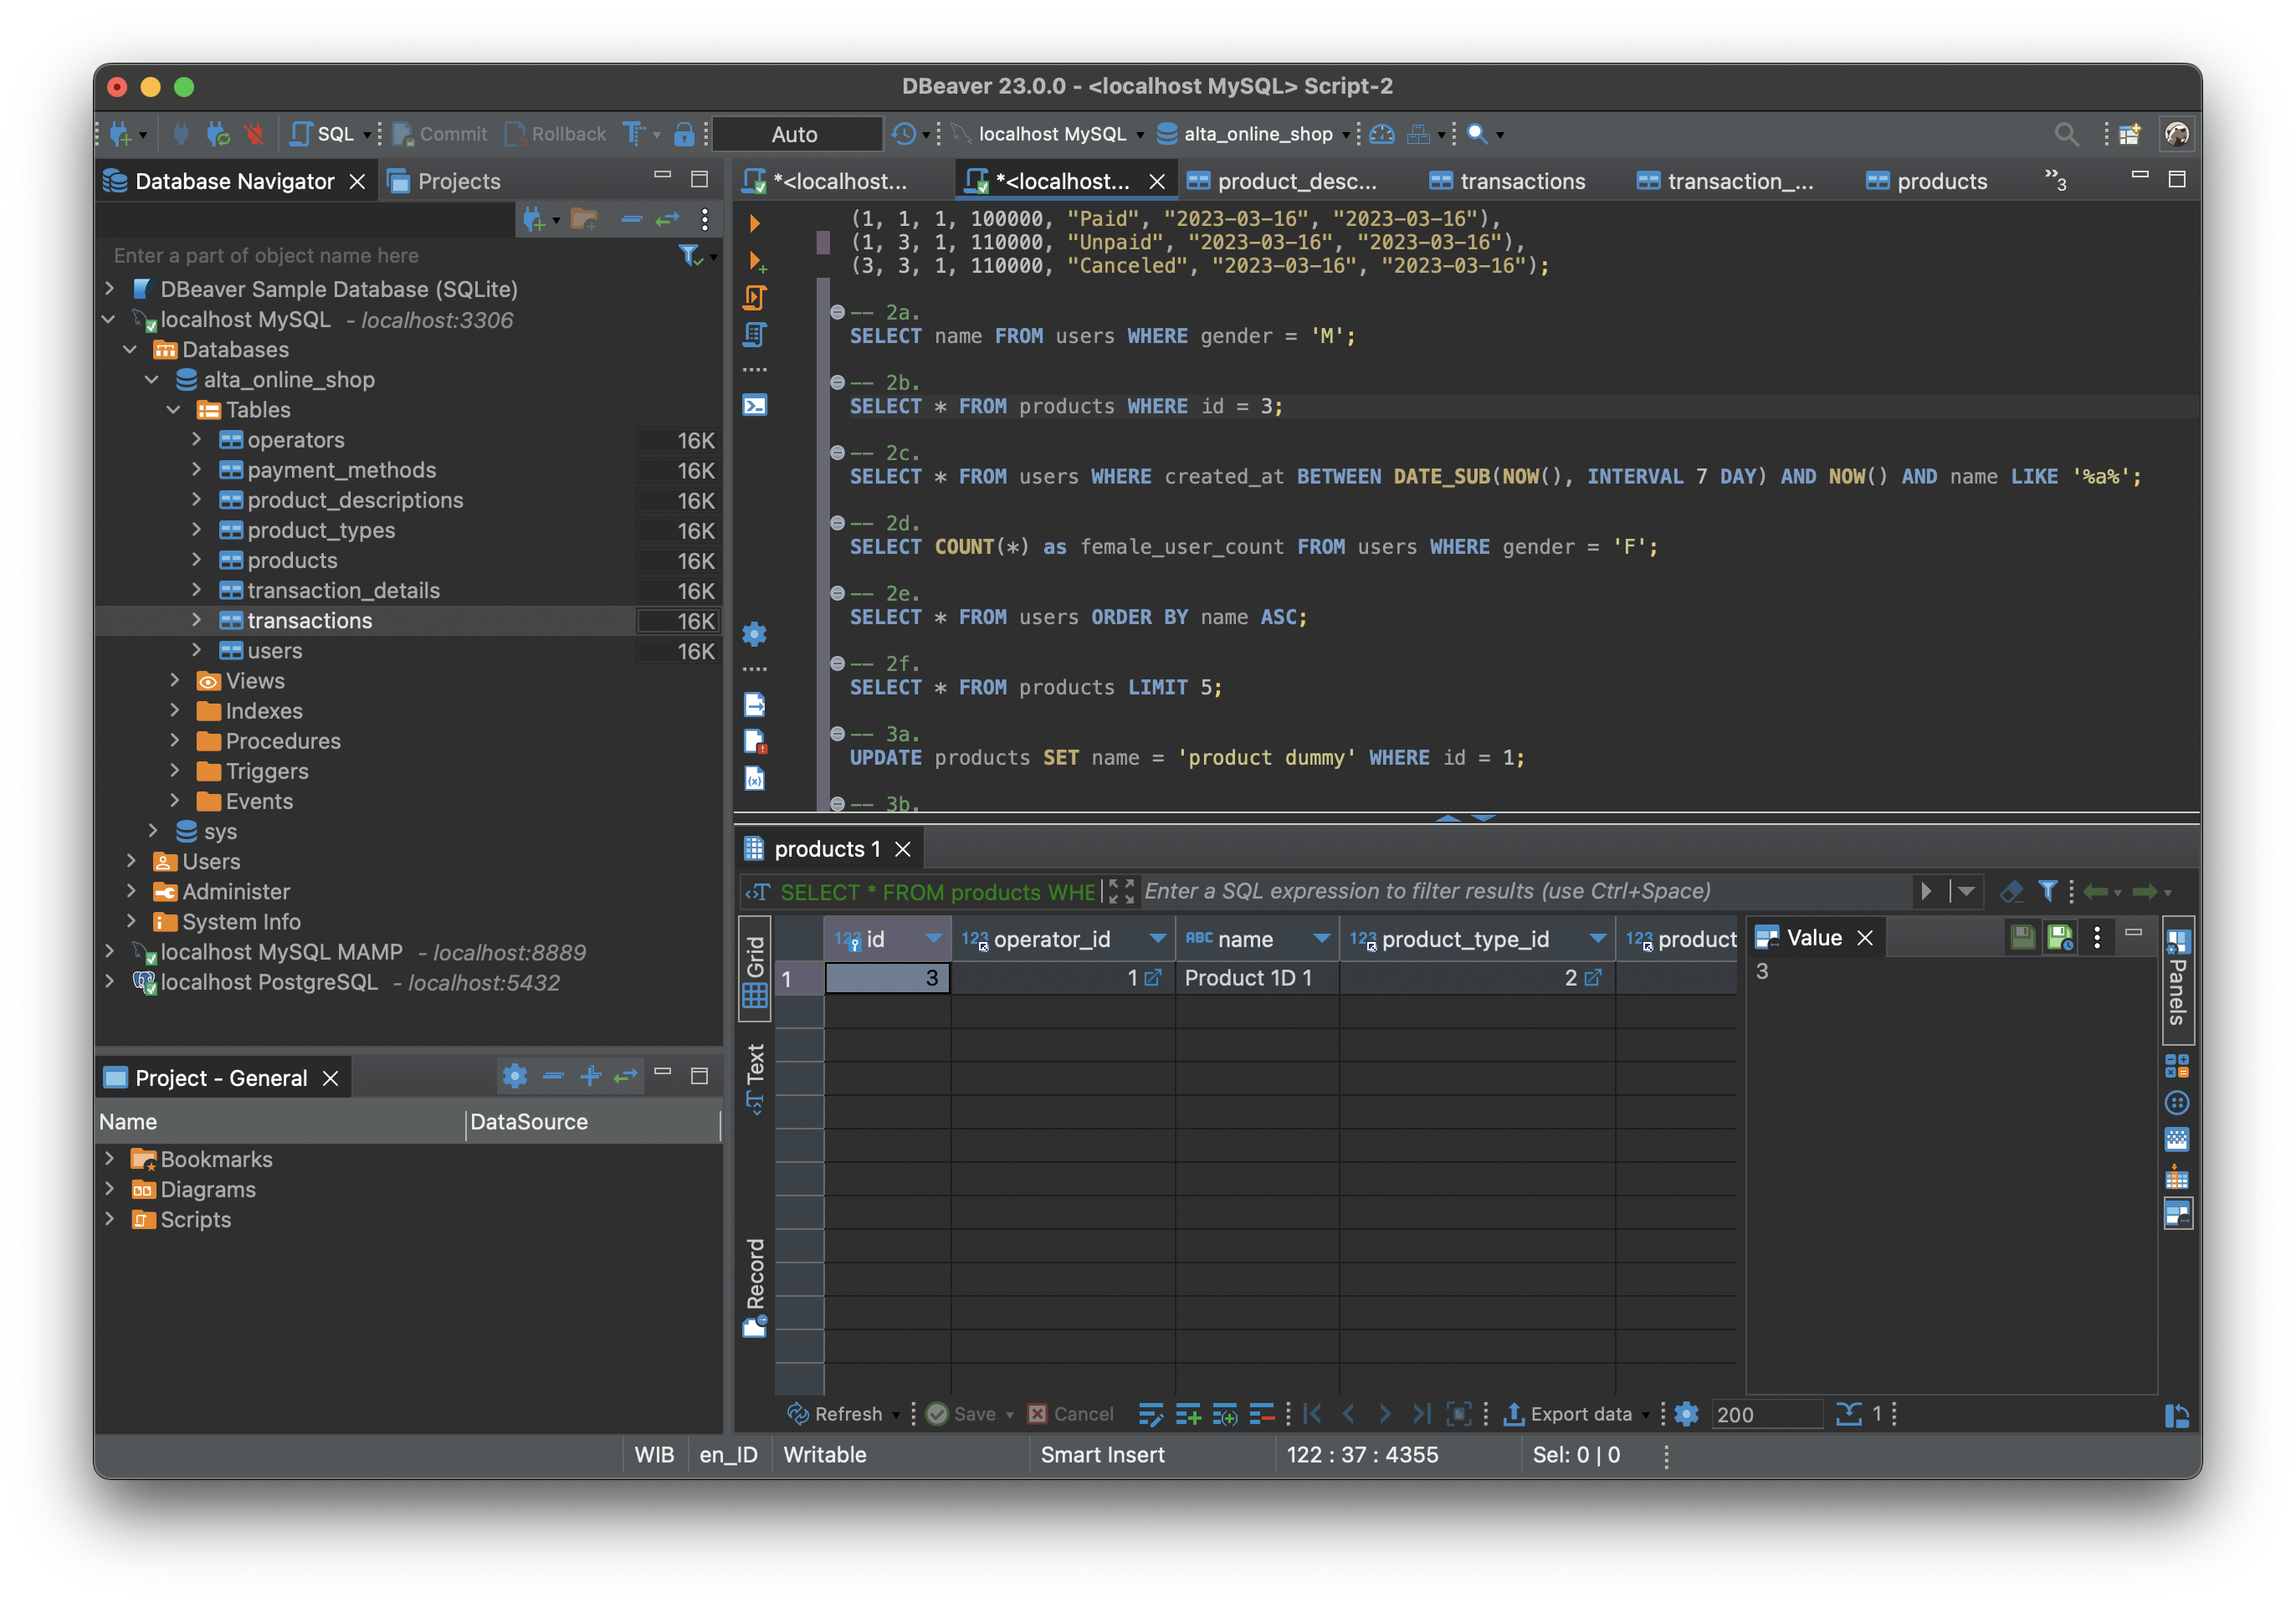 DBeaver 23.0.0 - <localhost MySQL> Script-2
SQL Commit Rollback Auto localhost MySQL alta_online_shop
Database Navigator Projects
Enter a part of object name here
DBeaver Sample Database (SQLite)
localhost MySQL - localhost:3306
Databases
alta_online_shop
Tables
operators 16K
payment_methods 16K
product_descriptions 16K
product_types 16K
products 16K
transaction_details 16K
transactions 16K
users 16K
Views
Indexes
Procedures
Triggers
Events
sys
Users
Administer
System Info
localhost MySQL MAMP - localhost:8889
localhost PostgreSQL - localhost:5432
Project - General
Name DataSource
Bookmarks
Diagrams
Scripts
*<localhost... *<localhost... product_desc... transactions transaction_... products »3
(1, 1, 1, 100000, "Paid", "2023-03-16", "2023-03-16"),
(1, 3, 1, 110000, "Unpaid", "2023-03-16", "2023-03-16"),
(3, 3, 1, 110000, "Canceled", "2023-03-16", "2023-03-16");
-- 2a.
SELECT name FROM users WHERE gender = 'M';
-- 2b.
SELECT * FROM products WHERE id = 3;
-- 2c.
SELECT * FROM users WHERE created_at BETWEEN DATE_SUB(NOW(), INTERVAL 7 DAY) AND NOW() AND name LIKE '%a%';
-- 2d.
SELECT COUNT(*) as female_user_count FROM users WHERE gender = 'F';
-- 2e.
SELECT * FROM users ORDER BY name ASC;
-- 2f.
SELECT * FROM products LIMIT 5;
-- 3a.
UPDATE products SET name = 'product dummy' WHERE id = 1;
-- 3b.
products 1
SELECT * FROM products WHE Enter a SQL expression to filter results (use Ctrl+Space)
Grid
Text
Record
123 id 123 operator_id ABC name 123 product_type_id 123 product
1 3 1 Product 1D 1 2
Value
3
Panels
Refresh Save Cancel Export data 200 1
WIB en_ID Writable Smart Insert 122 : 37 : 4355 Sel: 0 | 0